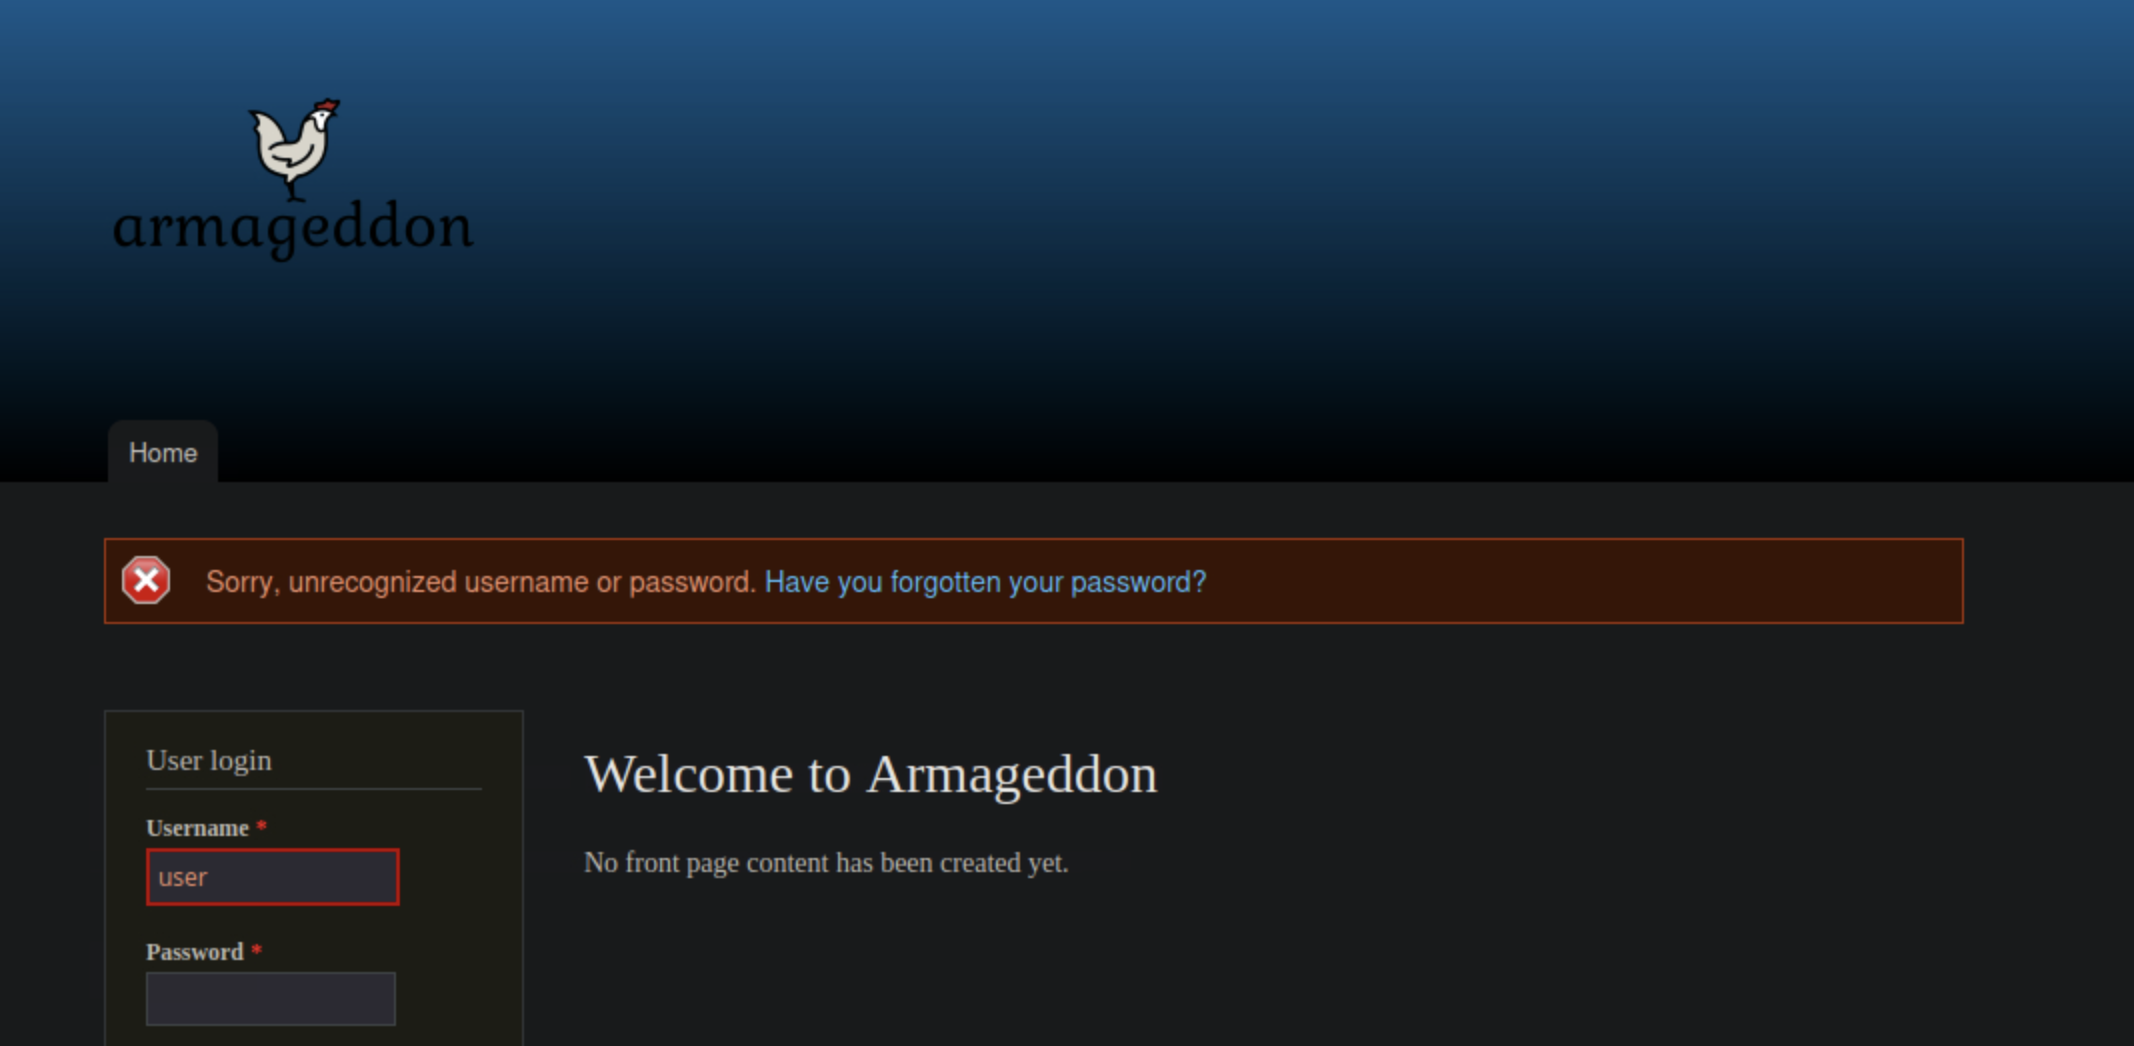 armageddon
Home
Sorry, unrecognized username or password. Have you forgotten your password?
User login
Username *
user
Password *
Welcome to Armageddon
No front page content has been created yet.